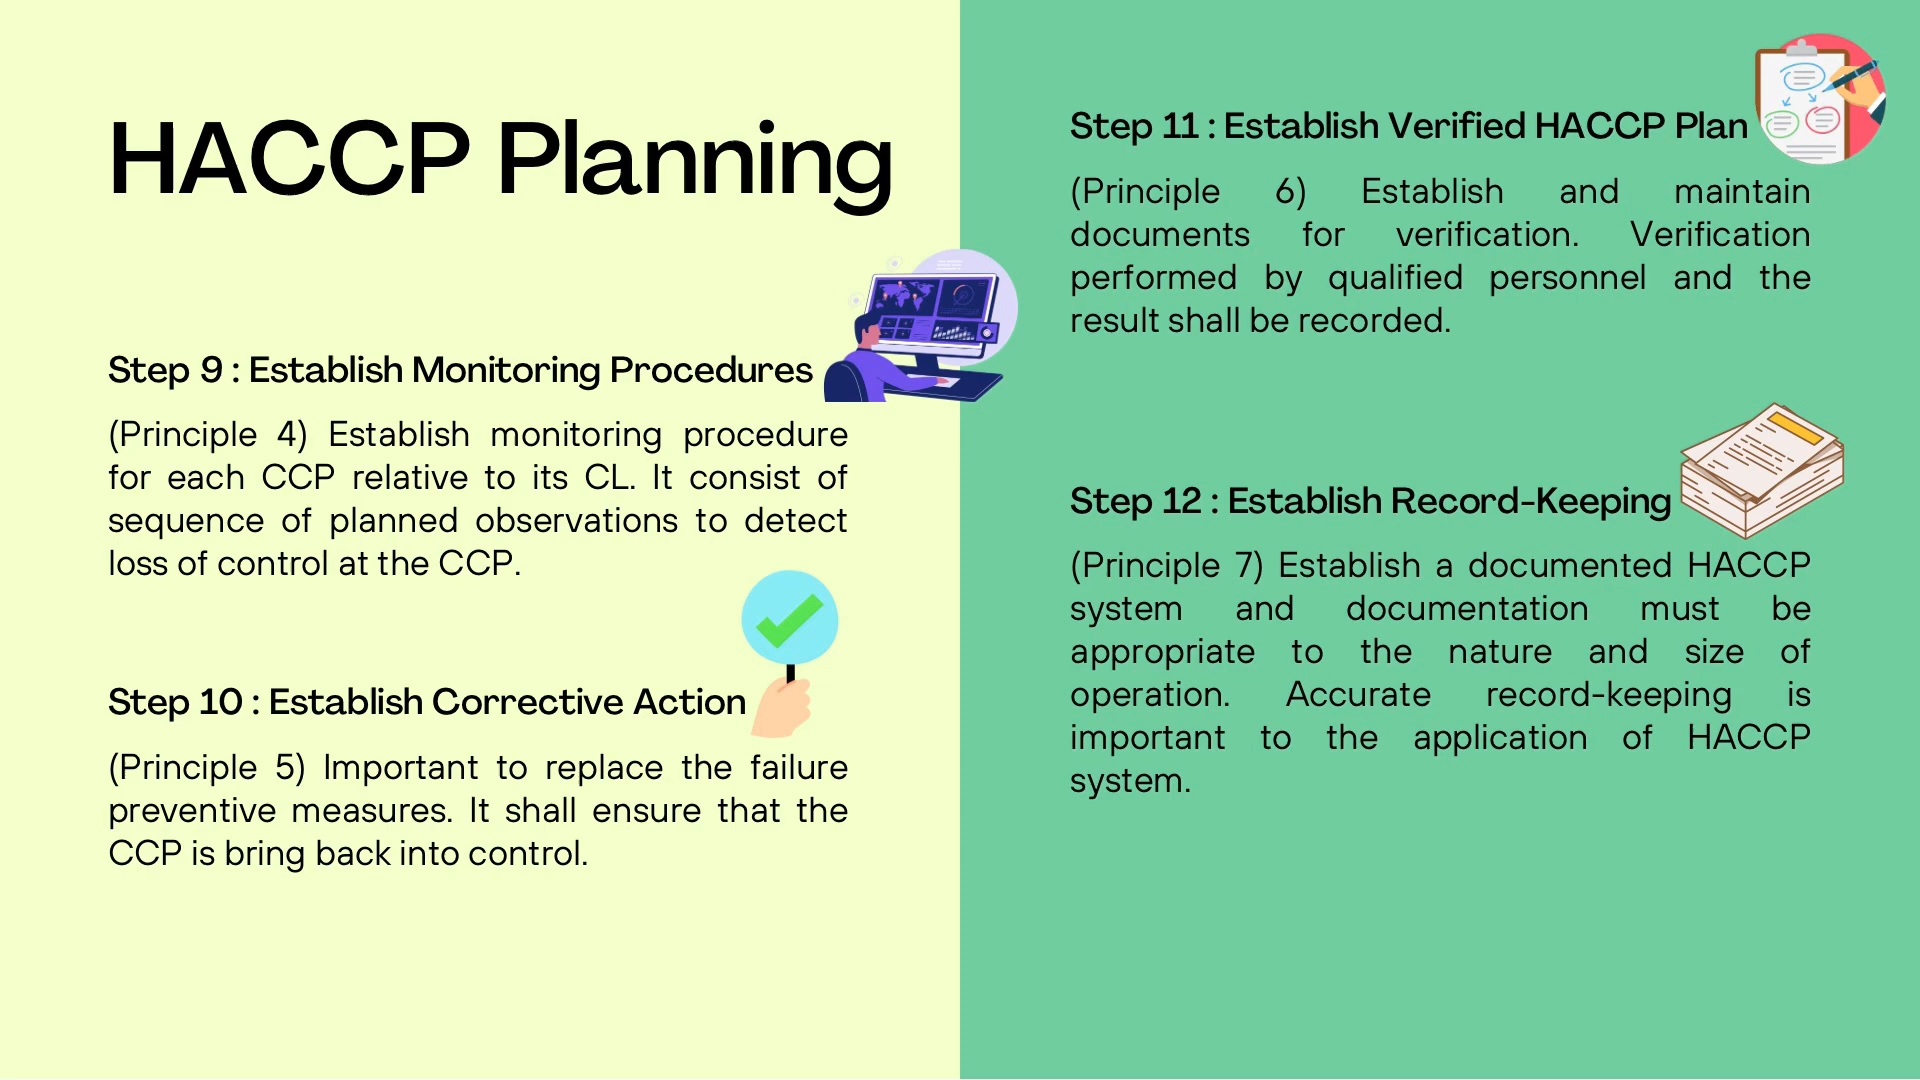 HACCP Planning
Step 9 : Establish Monitoring Procedures
(Principle 4) Establish monitoring procedure
for each CCP relative to its CL. It consist of
sequence of planned observations to detect
loss of control at the CCP.
Step 10 : Establish Corrective Action
(Principle 5) Important to replace the failure
preventive measures. It shall ensure that the
CCP is bring back into control.
Step 11 : Establish Verified HACCP Plan
(Principle 6) Establish and maintain
documents for verification. Verification
performed by qualified personnel and the
result shall be recorded.
Step 12 : Establish Record-Keeping
(Principle 7) Establish a documented HACCP
system and documentation must be
appropriate to the nature and size of
operation. Accurate record-keeping is
important to the application of HACCP
system.